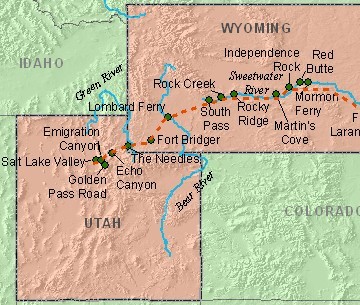 WYOMING
IDAHO
Independence
Rock
Red
Butte
Green River
Rock Creek
Sweetwater
River
Lombard Ferry
South
Pass
Rocky
Ridge
Mormon
Ferry
Martin's
Cove
F
Laran
Emigration
Canyon
Fort Bridger
Salt Lake Valley
The Needles
Golden
Pass Road
Echo
Canyon
Bear River
UTAH
COLORADO